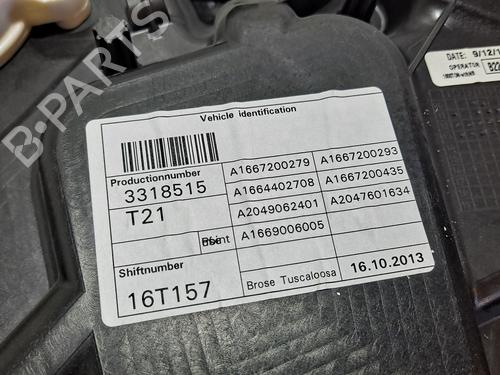 B-PARTS
Vehicle identification
Productionnumber
3318515
T21
Shiftnumber
16T157
A1667200279
A1667200293
A1664402708
A1667200435
A2049062401
A2047601634
A1669006005
Brose Tuscaloosa
16.10.2013
DATE: 9/12/1
OPERATOR